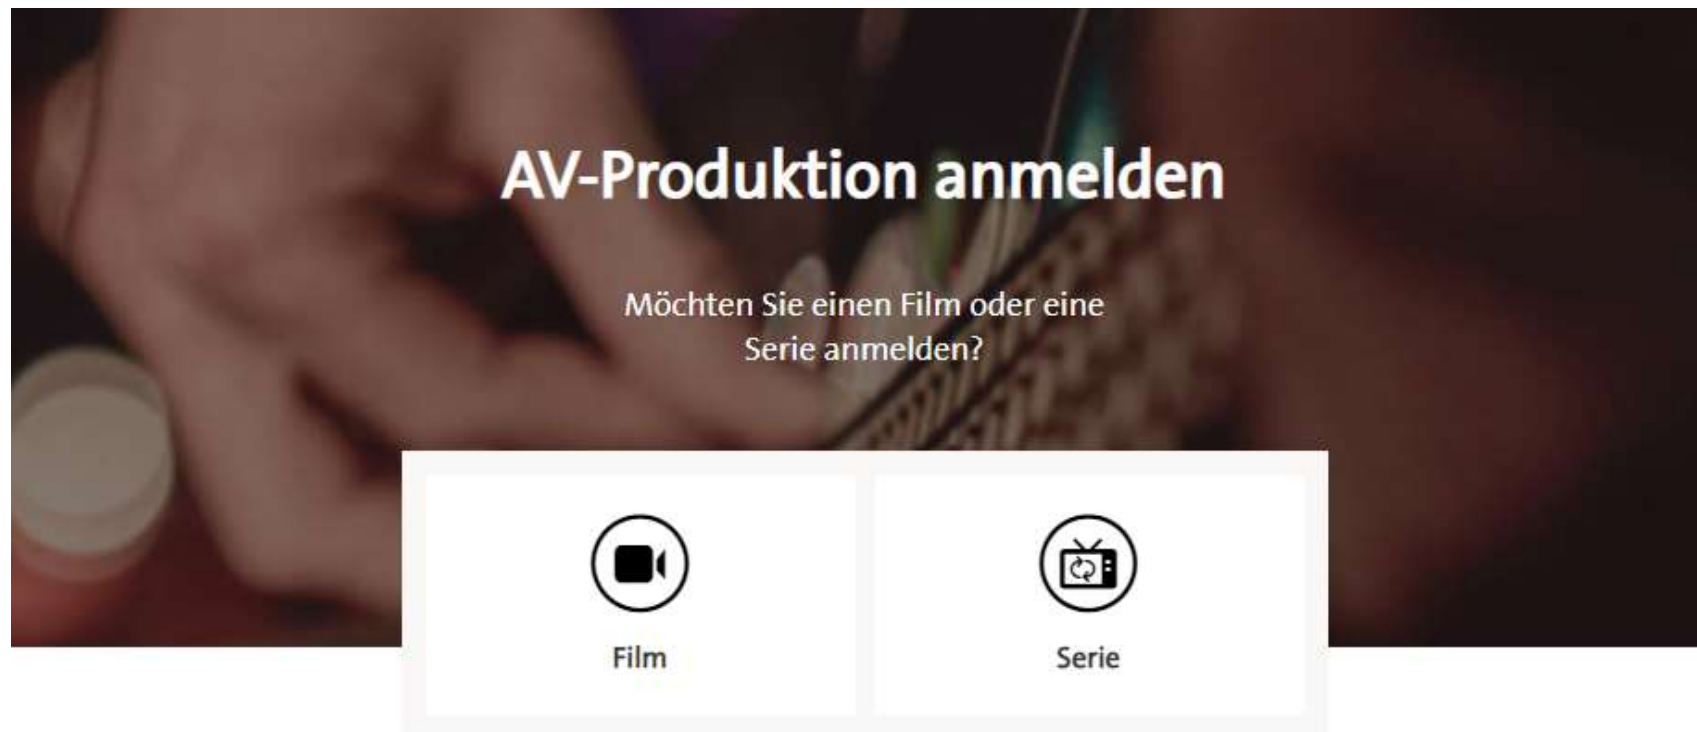 AV-Produktion anmelden
Möchten Sie einen Film oder eine
Serie anmelden?
Film
Serie